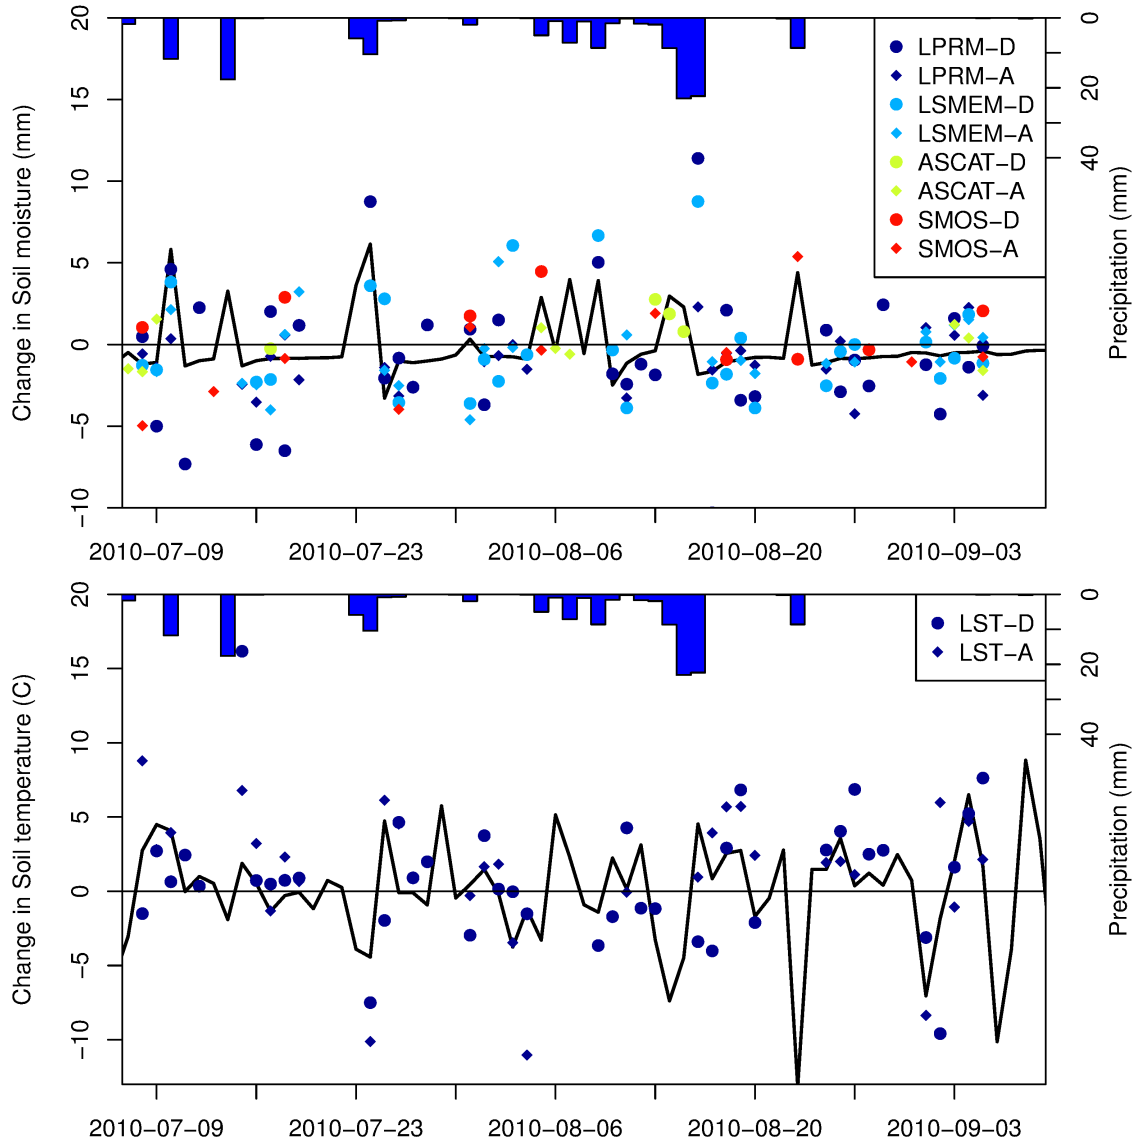 20
15
10
5
0
−5
−10
Change in Soil moisture (mm)
0
40
Precipitation (mm)
LPRM−D
LPRM−A
LSMEM−D
LSMEM−A
ASCAT−D
ASCAT−A
SMOS−D
SMOS−A
2010−07−09
2010−07−23
2010−08−06
2010−08−20
2010−09−03
20
15
10
5
0
−5
−10
Change in Soil temperature (C)
0
20
40
Precipitation (mm)
LST−D
LST−A
2010−07−09
2010−07−23
2010−08−06
2010−08−20
2010−09−03